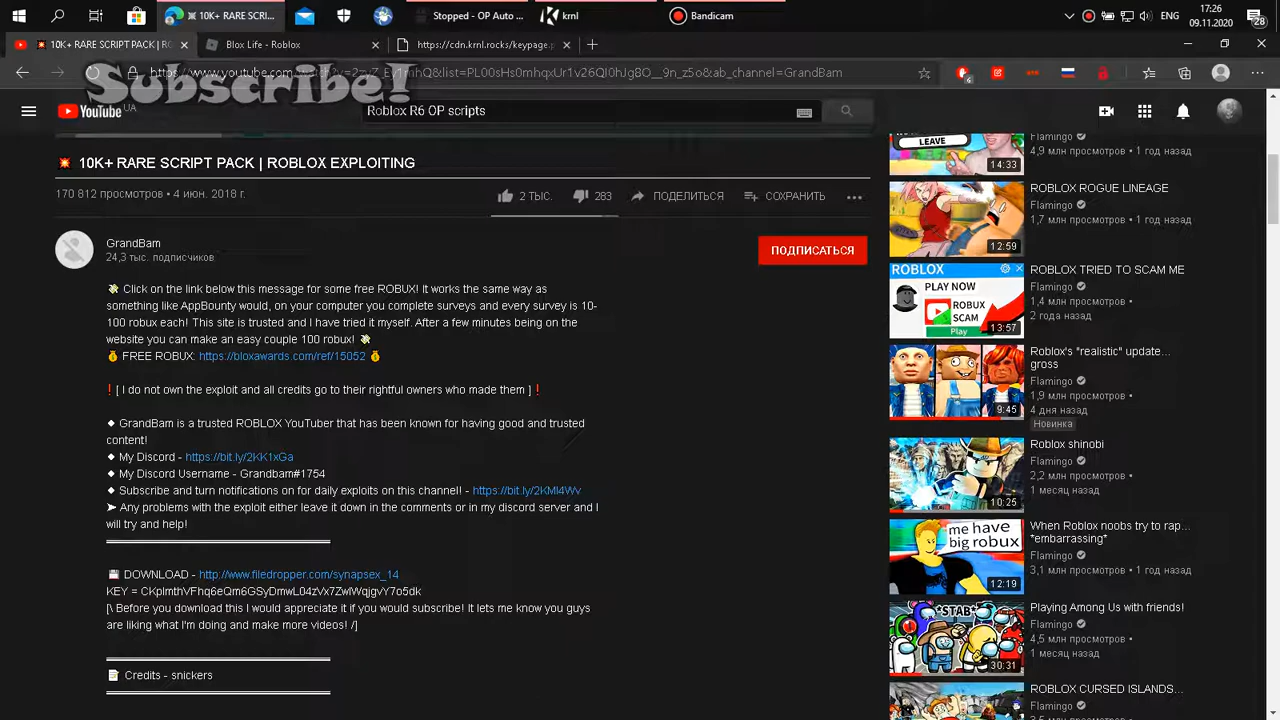 10K+ RARE SCRI...
Stopped - OP Auto ...
krnl
Bandicam
ENG
17:26
09.11.2020
28
10K+ RARE SCRIPT PACK | RO
Blox Life - Roblox
https://cdn.krnl.rocks/keypage.p
6
Subscribe!
YouTube
UA
Roblox R6 OP scripts
10K+ RARE SCRIPT PACK | ROBLOX EXPLOITING
170 812 просмотров • 4 июн. 2018 г.
2 ТЫС.
283
ПОДЕЛИТЬСЯ
СОХРАНИТЬ
GrandBam
24,3 тыс. подписчиков
ПОДПИСАТЬСЯ
Click on the link below this message for some free ROBUX! It works the same way as
something like AppBounty would, on your computer you complete surveys and every survey is 10-
100 robux each! This site is trusted and I have tried it myself. After a few minutes being on the
website you can make an easy couple 100 robux!
FREE ROBUX: https://bloxawards.com/ref/15052
[ I do not own the exploit and all credits go to their rightful owners who made them ]
GrandBam is a trusted ROBLOX YouTuber that has been known for having good and trusted
content!
My Discord - https://bit.ly/2KK1xGa
My Discord Username - Grandbam#1754
Subscribe and turn notifications on for daily exploits on this channel! -
Any problems with the exploit either leave it down in the comments or in my discord server and I
will try and help!
DOWNLOAD - http://www.filedropper.com/synapsex_14
KEY =
[\ Before you download this I would appreciate it if you would subscribe! It lets me know you guys
are liking what I'm doing and make more videos! /]
Credits - snickers
LEAVE
14:33
Flamingo
4,9 млн просмотров • 1 год назад
12:59
ROBLOX ROGUE LINEAGE
Flamingo
1,7 млн просмотров • 1 год назад
ROBLOX
PLAY NOW
ROBUX
SCAM
Play
13:57
ROBLOX TRIED TO SCAM ME
Flamingo
1,4 млн просмотров •
2 года назад
9:45
Roblox's "realistic" update...
gross
Flamingo
1,9 млн просмотров •
4 дня назад
Новинка
10:25
Roblox shinobi
Flamingo
2,2 млн просмотров •
1 месяц назад
me have
big robux
12:19
When Roblox noobs try to rap...
*embarrassing*
Flamingo
3,1 млн просмотров • 1 год назад
*STAB*
30:31
Playing Among Us with friends!
Flamingo
4,5 млн просмотров •
1 месяц назад
ROBLOX CURSED ISLANDS...
Flamingo